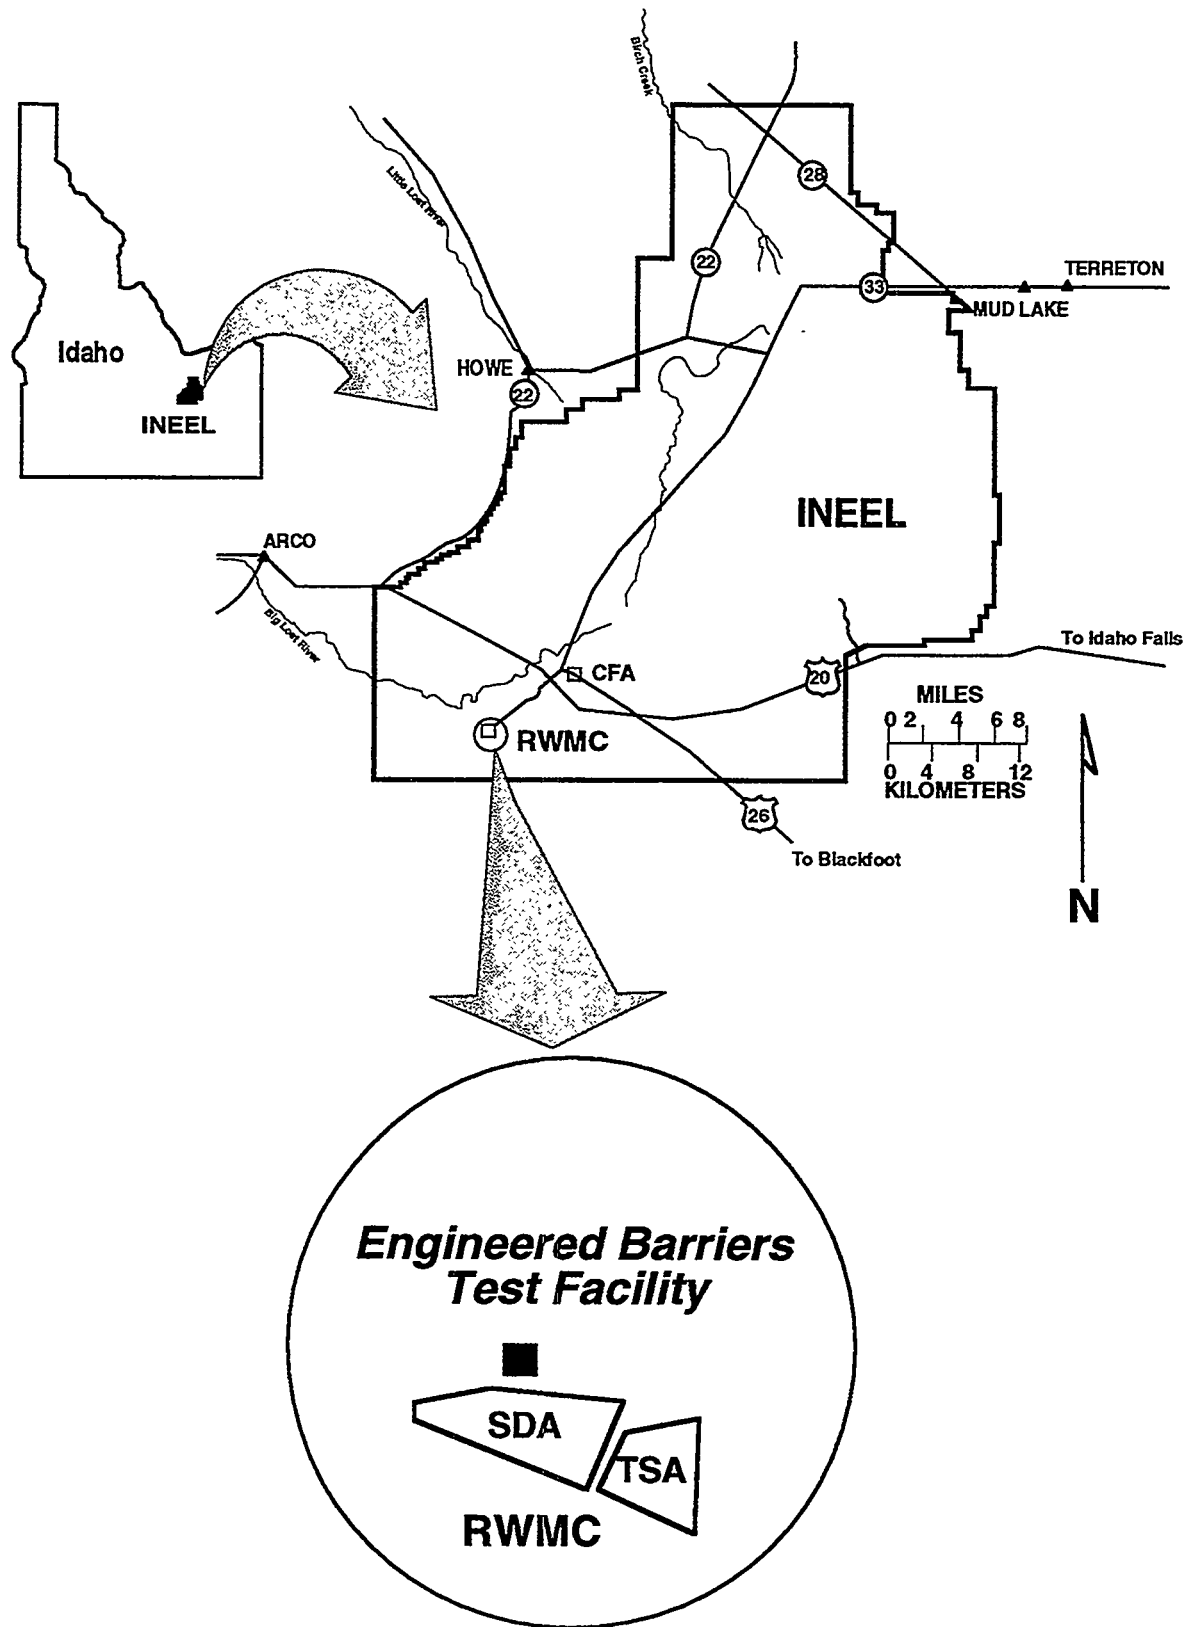 Birch Creek
Little Lost River
28
22
33
TERRETON
MUD LAKE
Idaho
HOWE
22
INEEL
INEEL
ARCO
Big Lost River
To Idaho Falls
CFA
20
MILES
0 2 4 6 8
RWMC
0 4 8 12
KILOMETERS
26
To Blackfoot
N
Engineered Barriers
Test Facility
SDA
TSA
RWMC